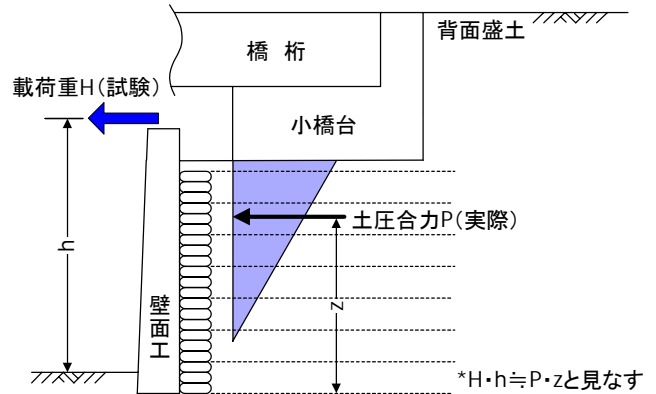 背面盛土
橋 桁
載荷重H(試験)
小橋台
土圧合力P(実際)
h
z
壁面工
*H・h≒P・zと見なす